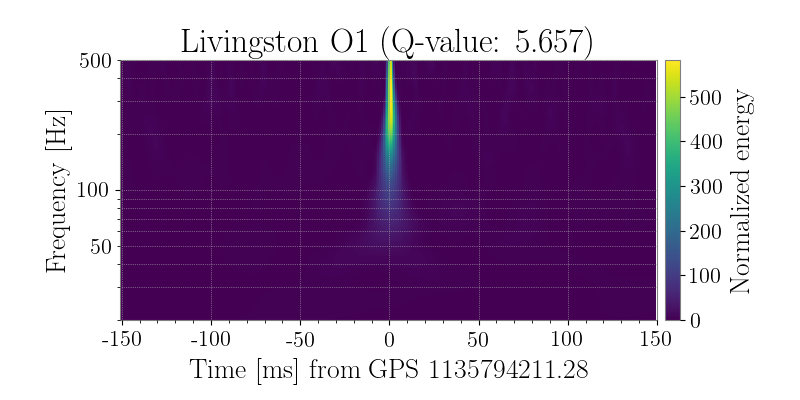 Livingston O1 (Q-value: 5.657)
Frequency [Hz]
500
100
50
-150 -100 -50 0 50 100 150
Time [ms] from GPS 1135794211.28
500
400
300
200
100
0
Normalized energy